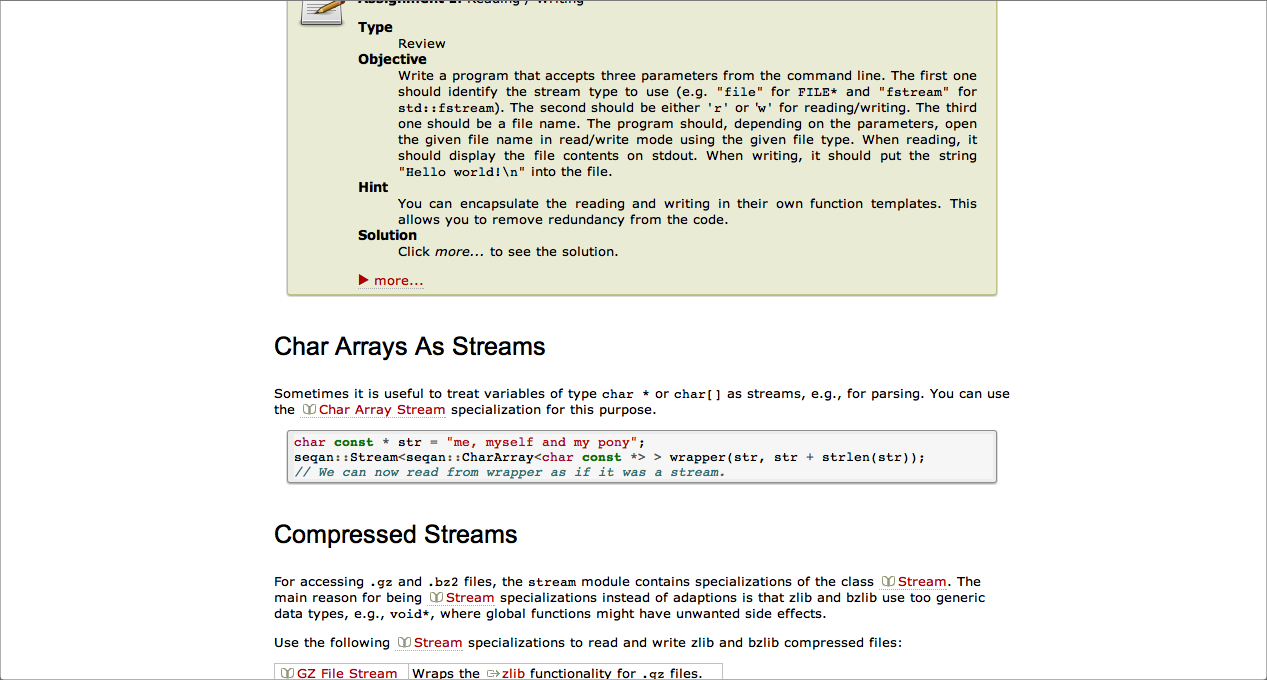 Assignment 1: Reading / Writing
Type
Review
Objective
Write a program that accepts three parameters from the command line. The first one
should identify the stream type to use (e.g. "file" for FILE* and "fstream" for
std::fstream). The second should be either 'r' or 'w' for reading/writing. The third
one should be a file name. The program should, depending on the parameters, open
the given file name in read/write mode using the given file type. When reading, it
should display the file contents on stdout. When writing, it should put the string
"Hello world!\n" into the file.
Hint
You can encapsulate the reading and writing in their own function templates. This
allows you to remove redundancy from the code.
Solution
Click more... to see the solution.
more...
Char Arrays As Streams
Sometimes it is useful to treat variables of type char * or char[] as streams, e.g., for parsing. You can use
the Char Array Stream specialization for this purpose.
char const * str = "me, myself and my pony";
seqan::Stream<seqan::CharArray<char const *> > wrapper(str, str + strlen(str));
// We can now read from wrapper as if it was a stream.
Compressed Streams
For accessing .gz and .bz2 files, the stream module contains specializations of the class Stream. The
main reason for being Stream specializations instead of adaptions is that zlib and bzlib use too generic
data types, e.g., void*, where global functions might have unwanted side effects.
Use the following Stream specializations to read and write zlib and bzlib compressed files:
GZ File Stream Wraps the zlib functionality for .gz files.